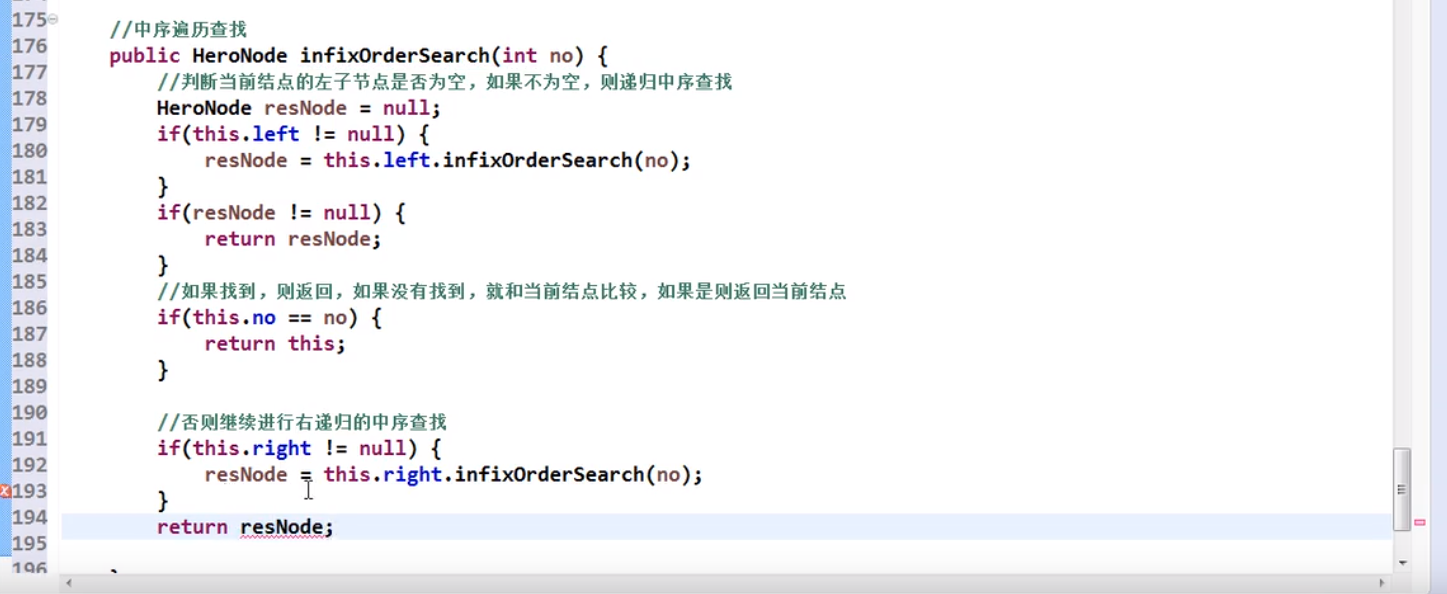 175
//中序遍历查找
176
public HeroNode infixOrderSearch(int no) {
177
//判断当前结点的左子节点是否为空，如果不为空，则递归中序查找
178
HeroNode resNode = null;
179
if(this.left != null) {
180
resNode = this.left.infixOrderSearch(no);
181
}
182
if(resNode != null) {
183
return resNode;
184
}
185
//如果找到，则返回，如果没有找到，就和当前结点比较，如果是则返回当前结点
186
if(this.no == no) {
187
return this;
188
}
189
190
//否则继续进行右递归的中序查找
191
if(this.right != null) {
192
resNode = this.right.infixOrderSearch(no);
193
}
194
return resNode;
195
196